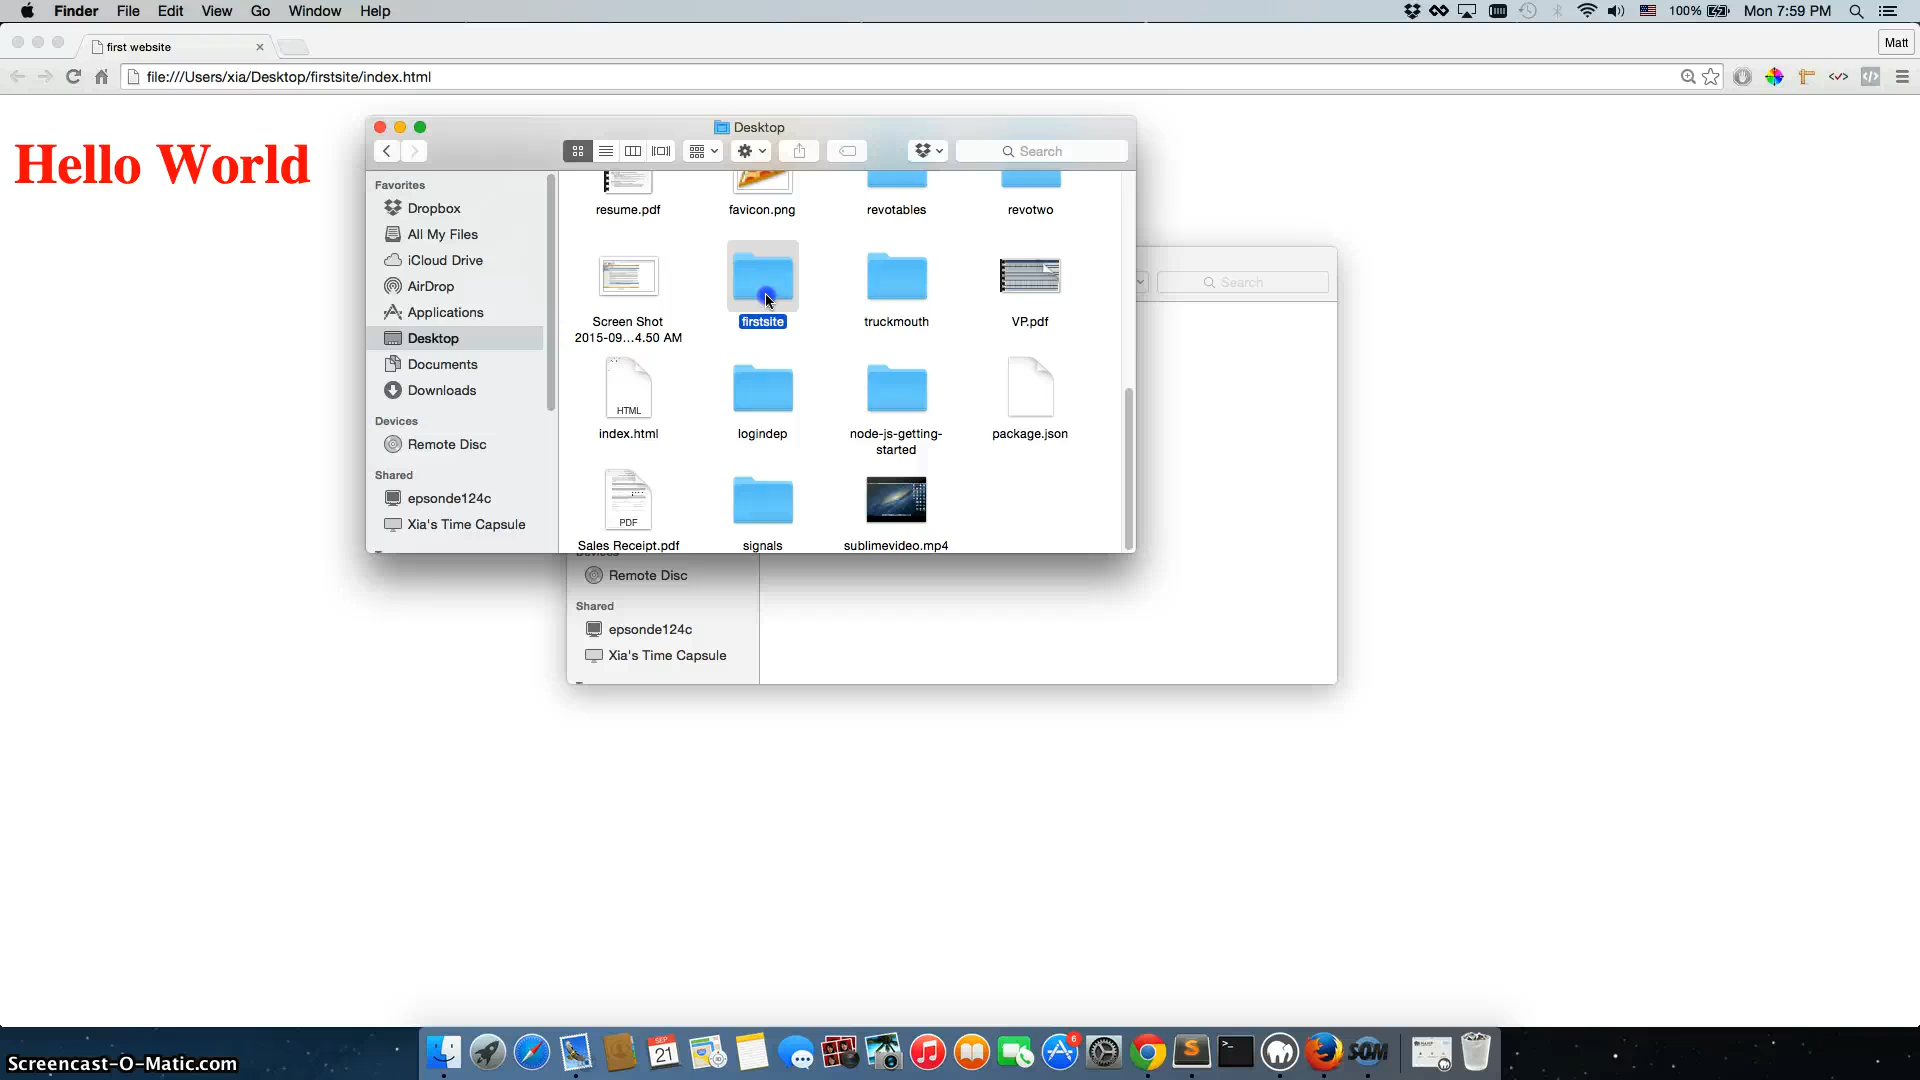 Finder File Edit View Go Window Help 100% Mon 7:59 PM
first website
Matt
file:///Users/xia/Desktop/firstsite/index.html
Hello World
Desktop
Search
Favorites
Dropbox
All My Files
iCloud Drive
AirDrop
Applications
Desktop
Documents
Downloads
Devices
Remote Disc
Shared
epsonde124c
Xia's Time Capsule
resume.pdf favicon.png revotables revotwo
Screen Shot
2015-09...4.50 AM
firstsite truckmouth VP.pdf
HTML
index.html logindep node-js-getting-
started
package.json
PDF
Sales Receipt.pdf signals sublimevideo.mp4
Search
Remote Disc
Shared
epsonde124c
Xia's Time Capsule
SEP
21
6
SOM
Screencast-O-Matic.com